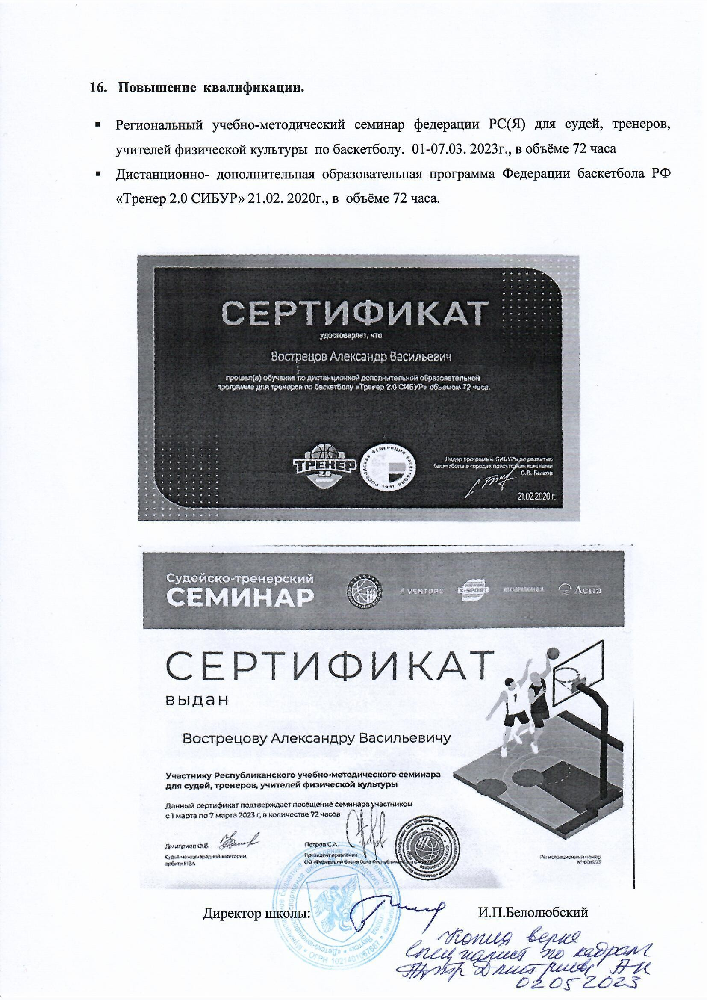 16. Повышение квалификации.
▪ Региональный учебно-методический семинар федерации РС(Я) для судей, тренеров,
учителей физической культуры по баскетболу. 01-07.03. 2023г., в объёме 72 часа
▪ Дистанционно- дополнительная образовательная программа Федерации баскетбола РФ
«Тренер 2.0 СИБУР» 21.02. 2020г., в объёме 72 часа.
СЕРТИФИКАТ
удостоверяет, что
Вострецов Александр Васильевич
прошел(а) обучение по дистанционной дополнительной образовательной
программе для тренеров по баскетболу «Тренер 2.0 СИБУР» объемом 72 часа.
ТРЕНЕР
2.0
РОССИЙСКАЯ ФЕДЕРАЦИЯ БАСКЕТБОЛА 1991
Лидер программы СИБУРа по развитию
баскетбола в городах присутствия компании
С.В. Быков
21.02.2020 г.
Судейско-тренерский
СЕМИНАР
VENTURE
X-SPORT
ИП ГАВРИЛКИН В.И.
Лена
СЕРТИФИКАТ
выдан
1
Вострецову Александру Васильевичу
Участнику Республиканского учебно-методического семинара
для судей, тренеров, учителей физической культуры
Данный сертификат подтверждает посещение семинара участником
с 1 марта по 7 марта 2023 г, в количестве 72 часов
Дмитриев Ф.Б.
Судья международной категории,
арбитр FIBA
Петров С.А.
Президент правления
ОО «Федерации Баскетбола Республики
Регистрационный номер
№ 0013/23
Директор школы:
И.П.Белолюбский
ОГРН 1021401067687
Копия верна
Специалист по кадрам
Дмитриева А К
02 05 2023